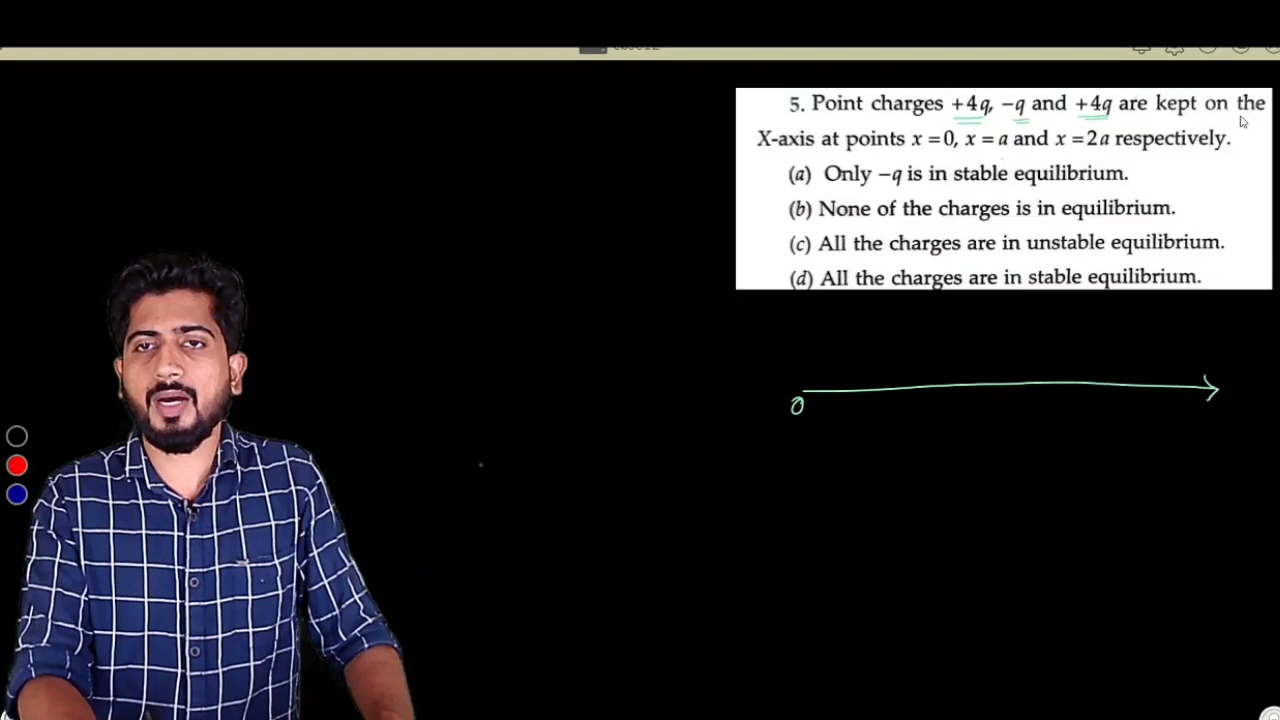 5. Point charges +4q, −q and +4q are kept on the
X-axis at points x = 0, x = a and x = 2a respectively.
(a) Only −q is in stable equilibrium.
(b) None of the charges is in equilibrium.
(c) All the charges are in unstable equilibrium.
(d) All the charges are in stable equilibrium.
0